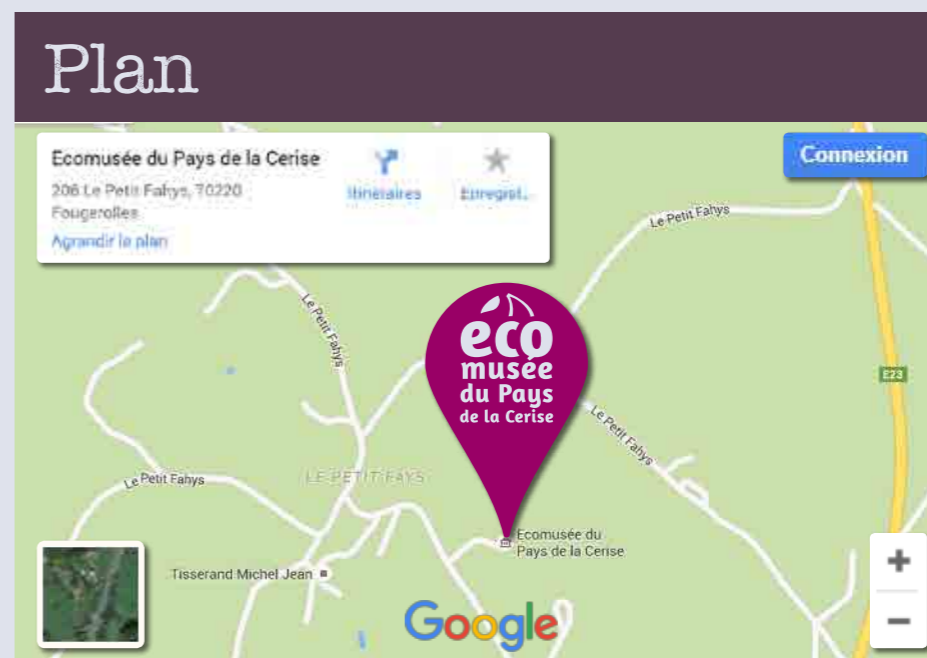 Plan
Ecomusée du Pays de la Cerise
206 Le Petit Fahys, 70220
Fougerolles
Agrandir le plan
Itinéraires
Enregist...
Connexion
Le Petit Fahys
Le Petit Fahys
éco
musée
du Pays
de la Cerise
E23
Le Petit Fahys
Le Petit Fahys
LE PETIT FAYS
Ecomusée du
Pays de la Cerise
Tisserand Michel Jean
Google
+
−